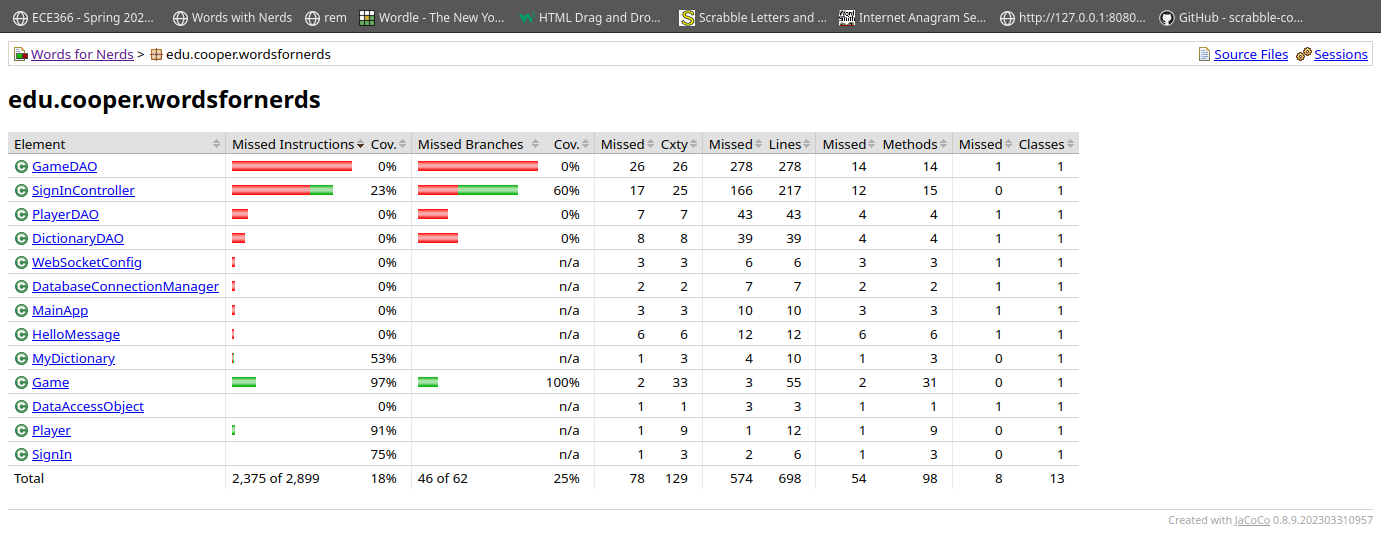 ECE366 - Spring 202... Words with Nerds rem Wordle - The New Yo... HTML Drag and Dro... Scrabble Letters and ... Internet Anagram Se... http://127.0.0.1:8080... GitHub - scrabble-co...
Words for Nerds > edu.cooper.wordsfornerds Source Files Sessions
edu.cooper.wordsfornerds
Element Missed Instructions Cov. Missed Branches Cov. Missed Cxty Missed Lines Missed Methods Missed Classes
GameDAO 0% 0% 26 26 278 278 14 14 1 1
SignInController 23% 60% 17 25 166 217 12 15 0 1
PlayerDAO 0% 0% 7 7 43 43 4 4 1 1
DictionaryDAO 0% 0% 8 8 39 39 4 4 1 1
WebSocketConfig 0% n/a 3 3 6 6 3 3 1 1
DatabaseConnectionManager 0% n/a 2 2 7 7 2 2 1 1
MainApp 0% n/a 3 3 10 10 3 3 1 1
HelloMessage 0% n/a 6 6 12 12 6 6 1 1
MyDictionary 53% n/a 1 3 4 10 1 3 0 1
Game 97% 100% 2 33 3 55 2 31 0 1
DataAccessObject 0% n/a 1 1 3 3 1 1 1 1
Player 91% n/a 1 9 1 12 1 9 0 1
SignIn 75% n/a 1 3 2 6 1 3 0 1
Total 2,375 of 2,899 18% 46 of 62 25% 78 129 574 698 54 98 8 13
Created with JaCoCo 0.8.9.202303310957